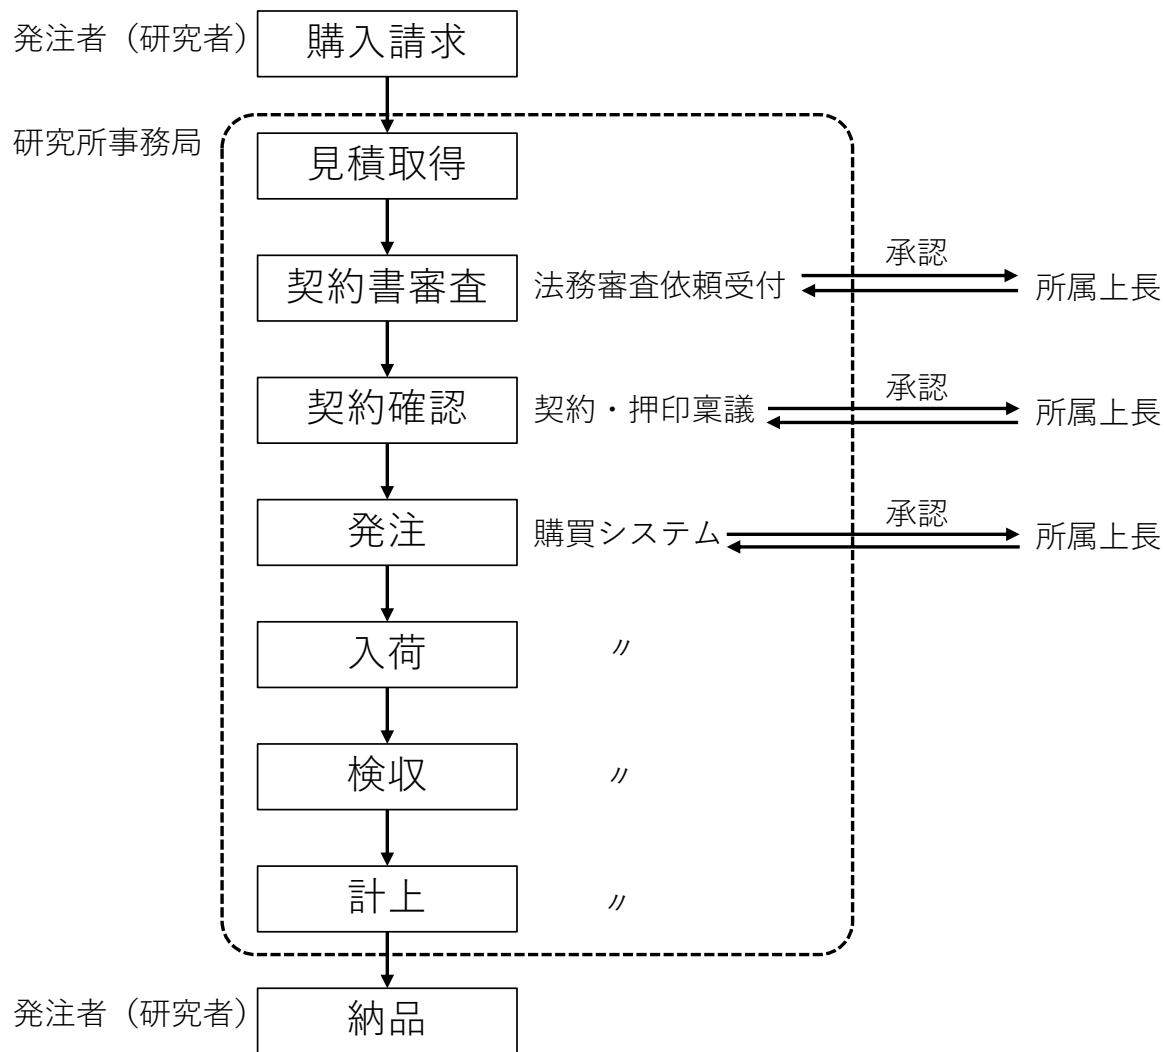 発注者（研究者）
購入請求
研究所事務局
見積取得
契約書審査
法務審査依頼受付
承認
所属上長
契約確認
契約・押印稟議
承認
所属上長
発注
購買システム
承認
所属上長
入荷
〃
検収
〃
計上
〃
発注者（研究者）
納品